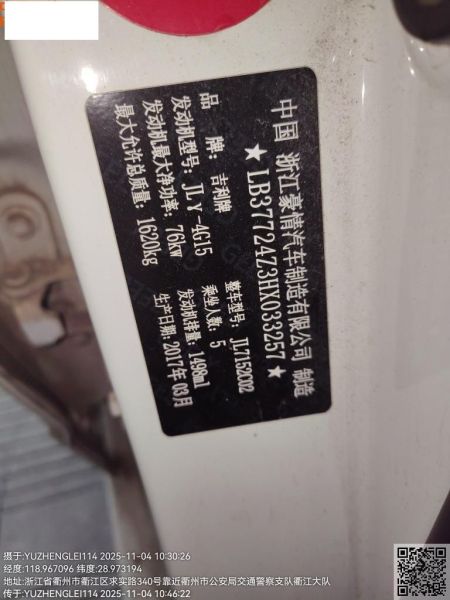 中国 浙江豪情汽车制造有限公司 制造
★LB37724Z3HX033257★
品 牌：吉利牌 整车型号：JL7152C02
发动机型号：JLγ-4G15 乘坐人数：5
发动机最大净功率：76kw 发动机排量：1498ml
最大允许总质量：1620kg 生产日期：2017年03月
摄于:YUZHENGLEI114 2025-11-04 10:30:26
经度:118.967096 纬度:28.973194
地址:浙江省衢州市衢江区求实路340号靠近衢州市公安局交通警察支队衢江大队
传于:YUZHENGLEI114 2025-11-04 10:46:22